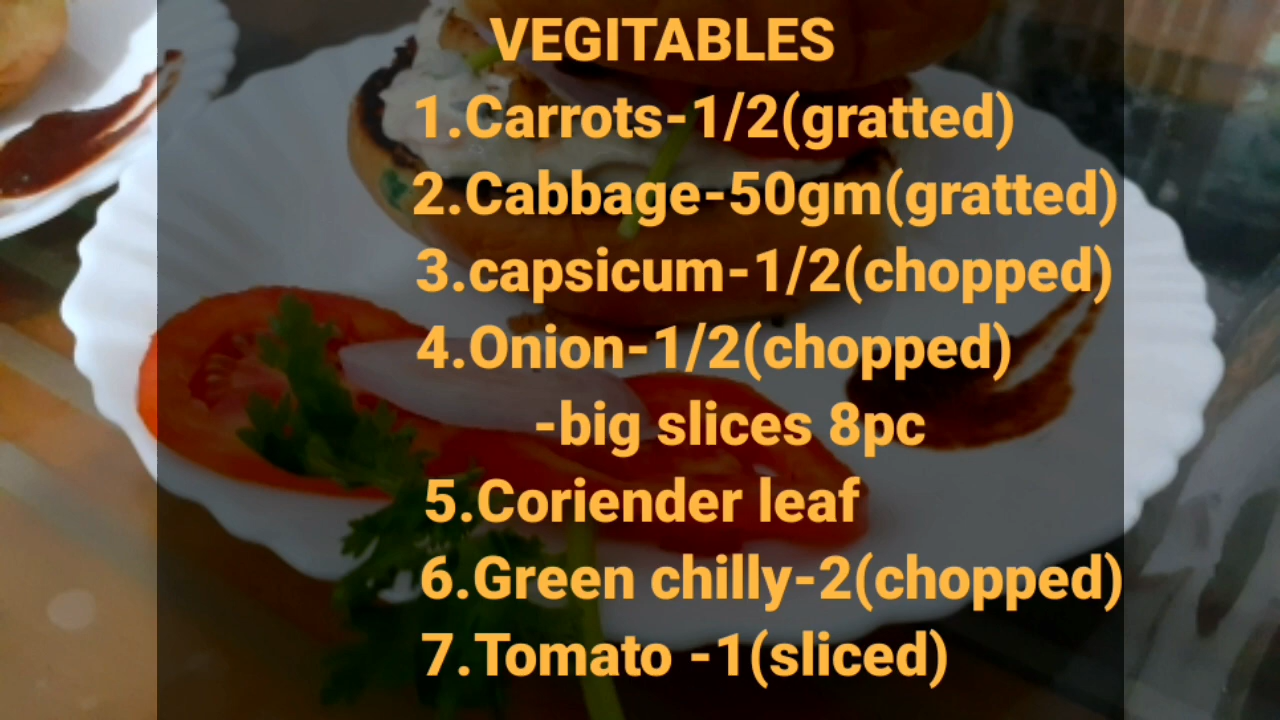 VEGITABLES
1.Carrots-1/2(gratted)
2.Cabbage-50gm(gratted)
3.capsicum-1/2(chopped)
4.Onion-1/2(chopped)
-big slices 8pc
5.Coriender leaf
6.Green chilly-2(chopped)
7.Tomato -1(sliced)